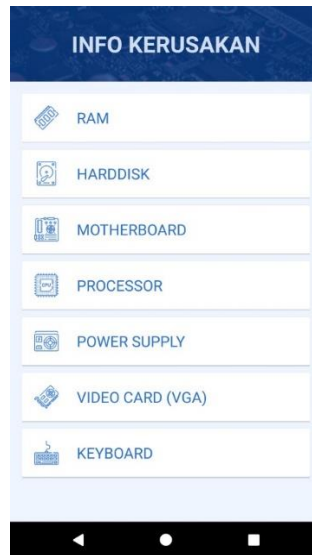 INFO KERUSAKAN
RAM
HARDDISK
MOTHERBOARD
PROCESSOR
POWER SUPPLY
VIDEO CARD (VGA)
KEYBOARD